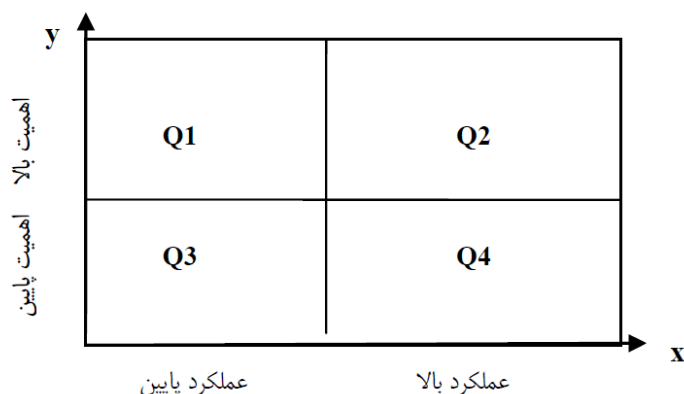 y
اهمیت بالا
Q1
Q2
اهمیت پایین
Q3
Q4
x
عملکرد پایین
عملکرد بالا